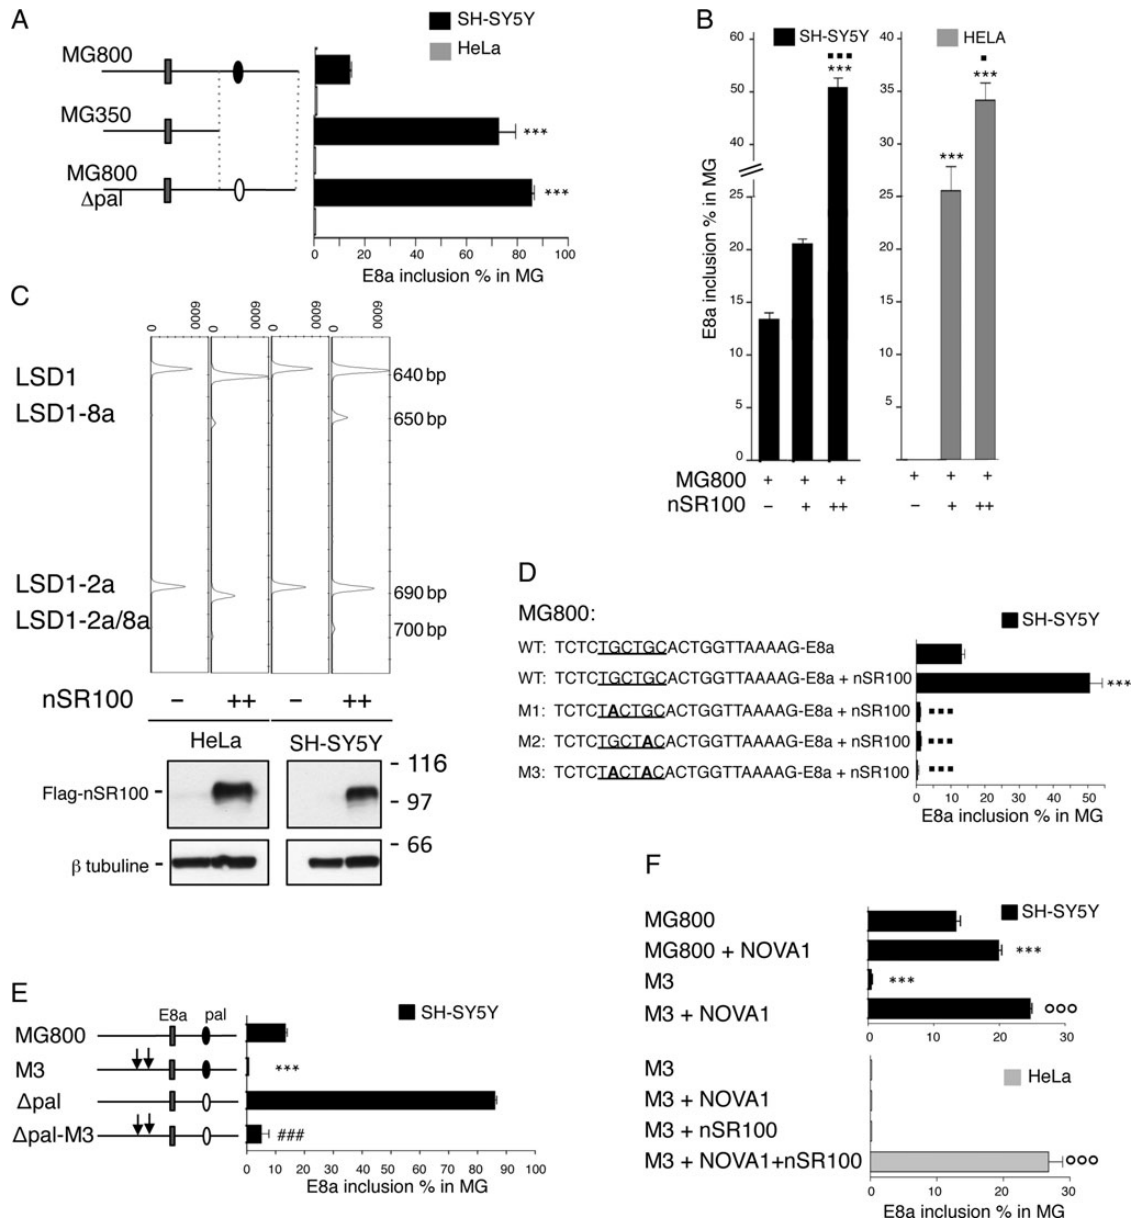 A
SH-SY5Y
HeLa
MG800
MG350
MG800
Δpal
***
***
0 20 40 60 80 100
E8a inclusion % in MG
B
SH-SY5Y
HELA
60
50
40
25
20
15
10
5
0
40
35
30
25
20
15
10
5
0
E8a inclusion % in MG
▪▪▪
***
***
▪
***
MG800 + + + + + +
nSR100 – + ++ – + ++
C
0 6000 0 6000 0 6000 0 6000
LSD1 640 bp
LSD1-8a 650 bp
LSD1-2a 690 bp
LSD1-2a/8a 700 bp
nSR100 – ++ – ++
HeLa SH-SY5Y
Flag-nSR100 -
- 116
- 97
- 66
β tubuline -
D
MG800:
SH-SY5Y
WT: TCTCTGCTGCACTGGTTAAAAG-E8a
WT: TCTCTGCTGCACTGGTTAAAAG-E8a + nSR100 ***
M1: TCTCTACTGCACTGGTTAAAAG-E8a + nSR100 ▪▪▪
M2: TCTCTGCTACACTGGTTAAAAG-E8a + nSR100 ▪▪▪
M3: TCTCTACTACACTGGTTAAAAG-E8a + nSR100 ▪▪▪
0 5 10 15 20 25 30 35 40 45 50
E8a inclusion % in MG
E
E8a pal
SH-SY5Y
MG800
M3 ***
Δpal
Δpal-M3 ###
0 10 20 30 40 50 60 70 80 90 100
E8a inclusion % in MG
F
SH-SY5Y
MG800
MG800 + NOVA1 ***
M3 ***
M3 + NOVA1 °°°
0 10 20 30
HeLa
M3
M3 + NOVA1
M3 + nSR100
M3 + NOVA1+nSR100 °°°
0 10 20 30
E8a inclusion % in MG